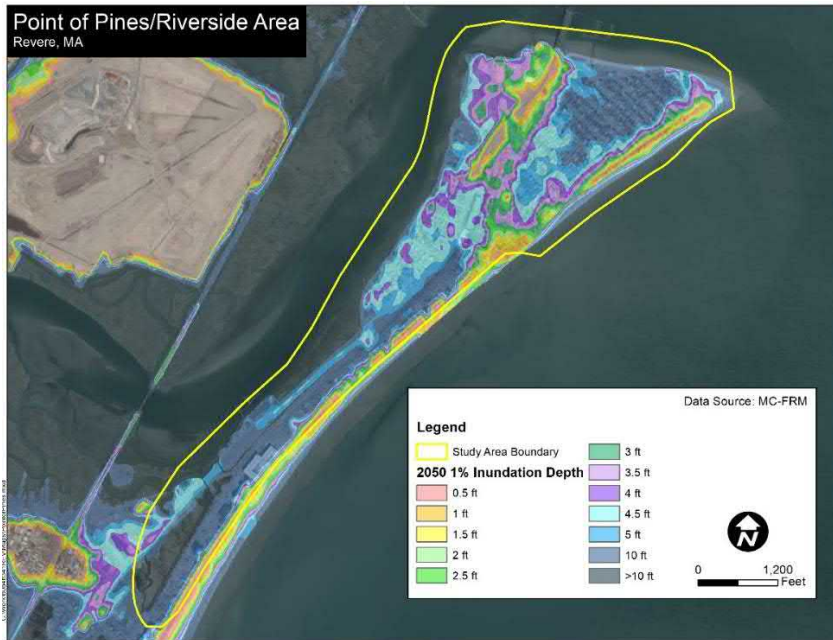 Point of Pines/Riverside Area
Revere, MA
Data Source: MC-FRM
Legend
Study Area Boundary
2050 1% Inundation Depth
0.5 ft
1 ft
1.5 ft
2 ft
2.5 ft
3 ft
3.5 ft
4 ft
4.5 ft
5 ft
10 ft
>10 ft
N
0 1,200
Feet